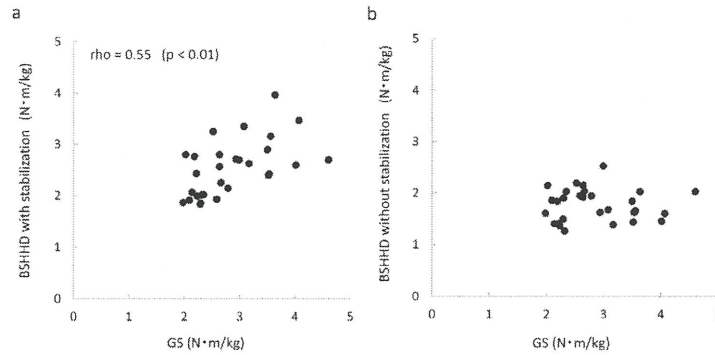 a
rho = 0.55 (p < 0.01)
BSHHD with stabilization (N・m/kg)
5
4
3
2
1
0
0 1 2 3 4 5
GS (N・m/kg)
b
BSHHD without stabilization (N・m/kg)
5
4
3
2
1
0
0 1 2 3 4
GS (N・m/kg)